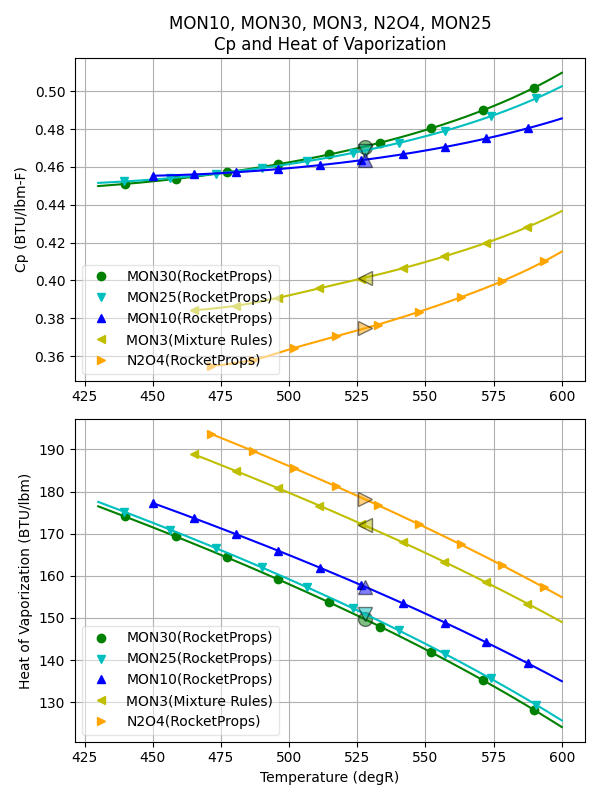 MON10, MON30, MON3, N2O4, MON25
Cp and Heat of Vaporization
Cp (BTU/lbm-F)
0.50
0.48
0.46
0.44
0.42
0.40
0.38
0.36
MON30(RocketProps)
MON25(RocketProps)
MON10(RocketProps)
MON3(Mixture Rules)
N2O4(RocketProps)
425 450 475 500 525 550 575 600
Heat of Vaporization (BTU/lbm)
190
180
170
160
150
140
130
MON30(RocketProps)
MON25(RocketProps)
MON10(RocketProps)
MON3(Mixture Rules)
N2O4(RocketProps)
425 450 475 500 525 550 575 600
Temperature (degR)